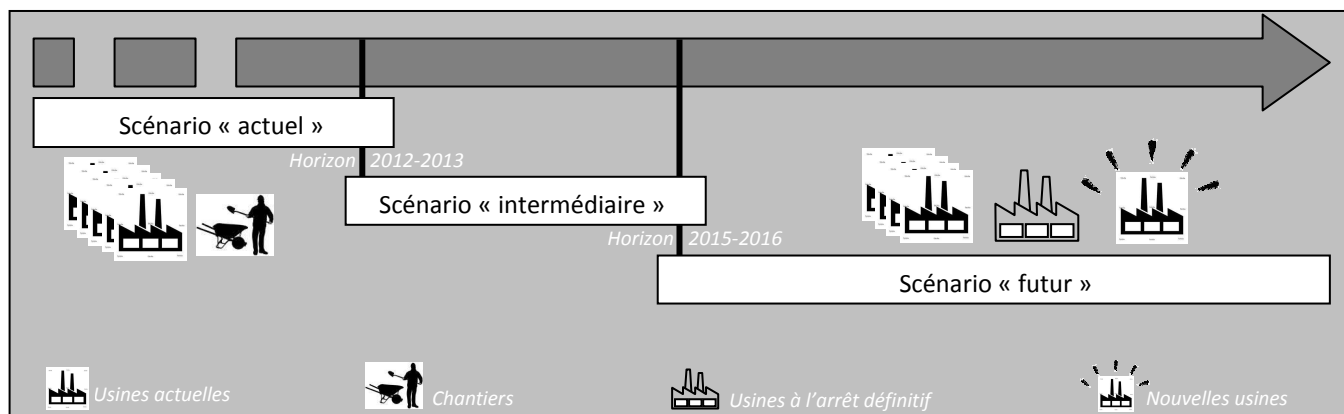 Scénario « actuel »
Horizon 2012-2013
Scénario « intermédiaire »
Horizon 2015-2016
Scénario « futur »
Usines actuelles
Chantiers
Usines à l’arrêt définitif
Nouvelles usines